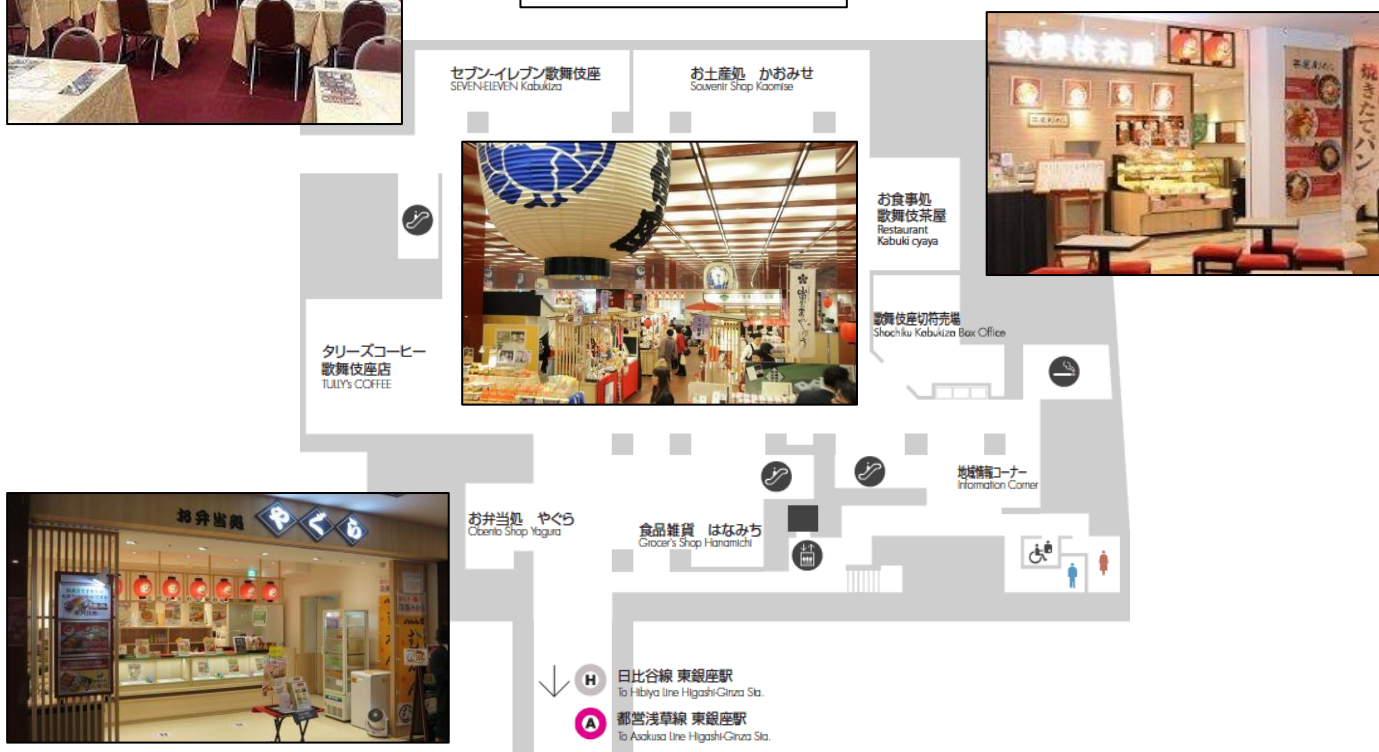 セブン-イレブン歌舞伎座
SEVEN-ELEVEN Kabukiza
お土産処　かおみせ
Souvenir Shop Kaomise
歌舞伎茶屋
焼きたてパン
お食事処
歌舞伎茶屋
Restaurant
Kabuki cyaya
歌舞伎座切符売場
Shochiku Kabukiza Box Office
タリーズコーヒー
歌舞伎座店
TULLY's COFFEE
地域情報コーナー
Information Corner
お弁当処　やぐら
Obento Shop Yagura
食品雑貨　はなみち
Grocer's Shop Hanamichi
お弁当処 やぐら
H
日比谷線 東銀座駅
To Hibiya Line Higashi-Ginza Sta.
A
都営浅草線 東銀座駅
To Asakusa Line Higashi-Ginza Sta.